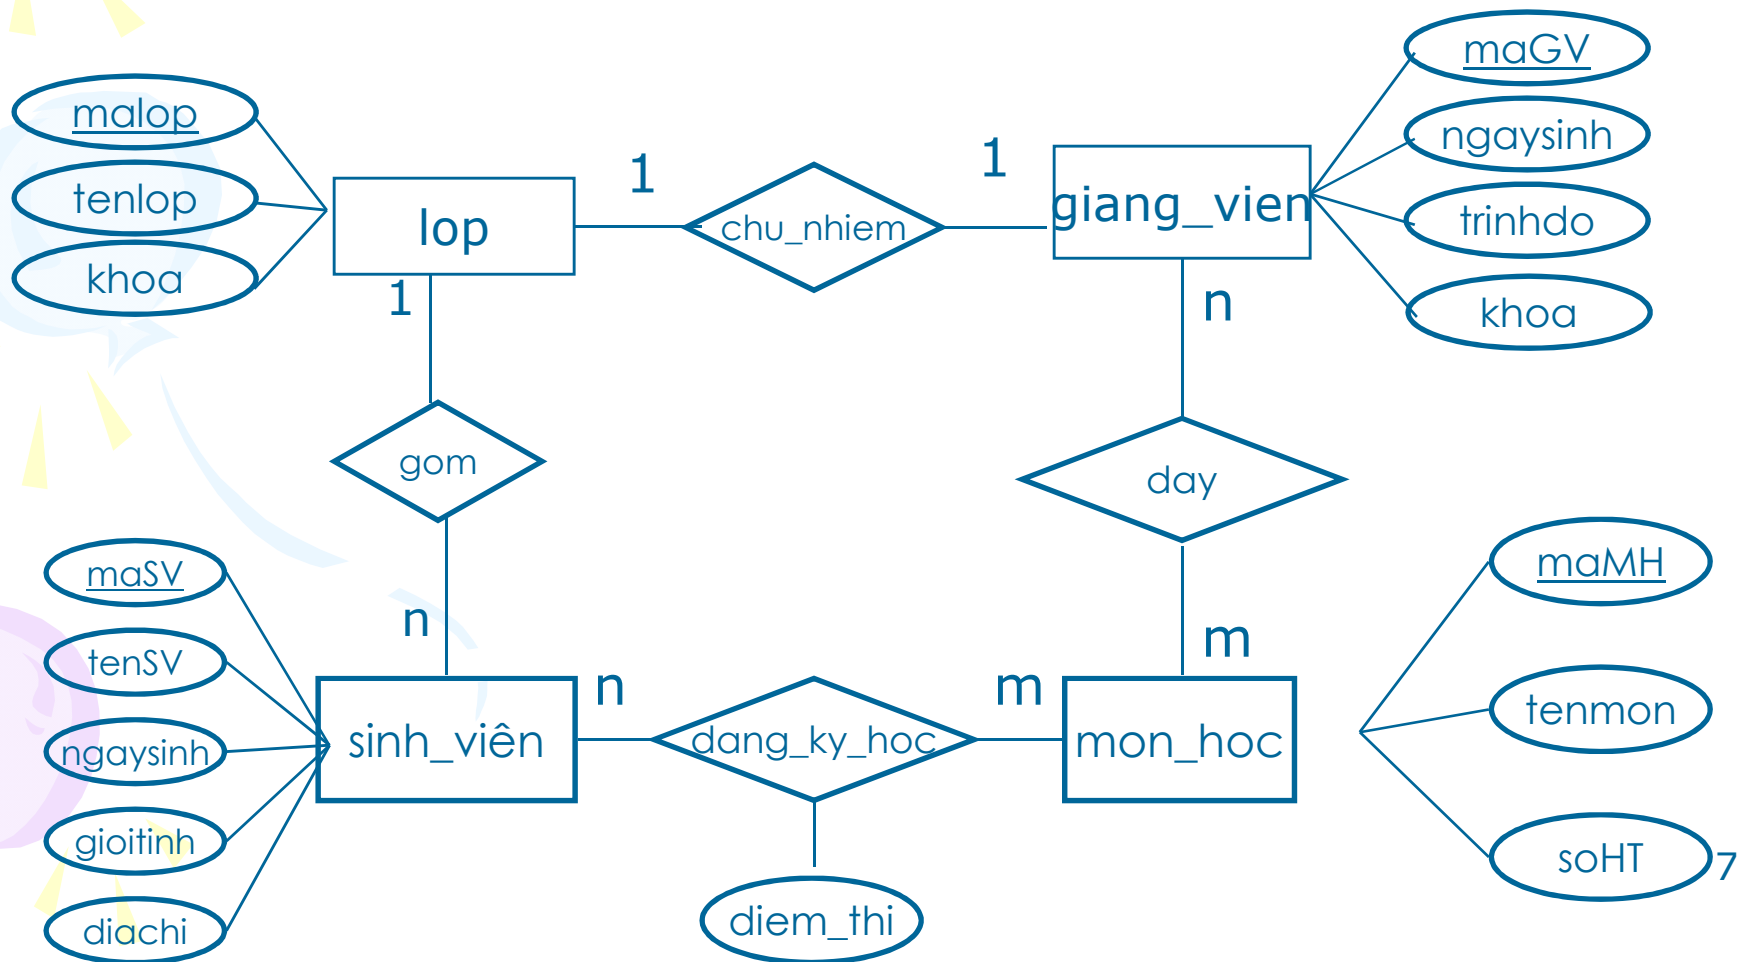 maGV
malop
ngaysinh
1
1
tenlop
lop
chu_nhiem
giang_vien
trinhdo
khoa
1
n
khoa
gom
day
maSV
maMH
n
m
tenSV
n
m
tenmon
ngaysinh
sinh_viên
dang_ky_hoc
mon_hoc
gioitinh
soHT
7
diachi
diem_thi